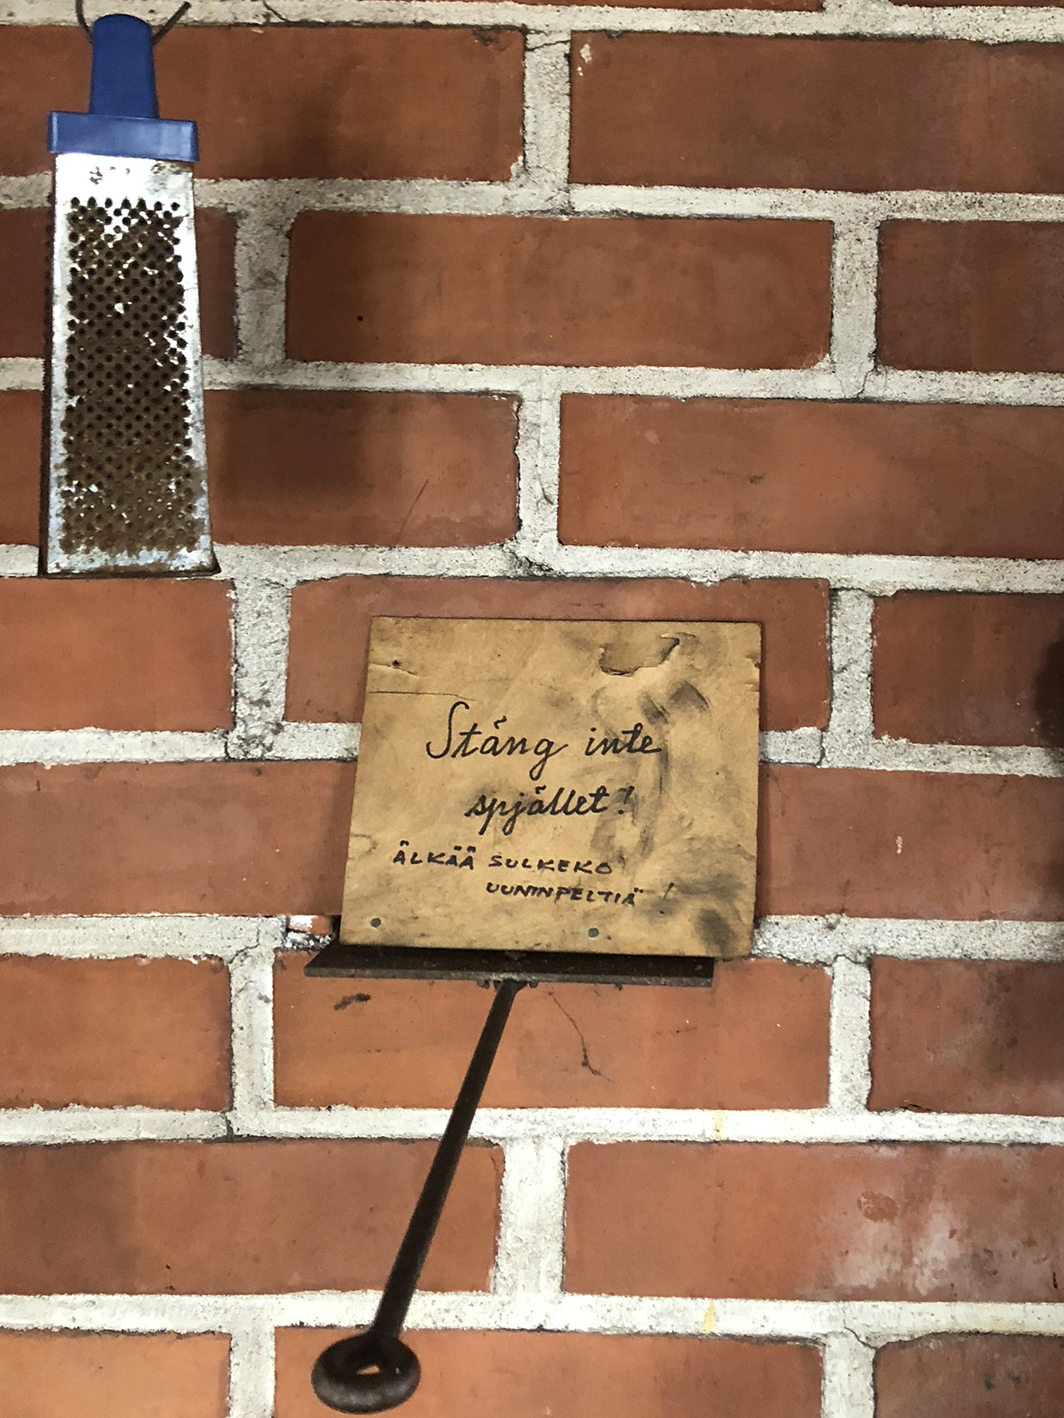 Stäng inte
spjället!
ÄLKÄÄ SULKEKO
UUNINPELTIÄ!